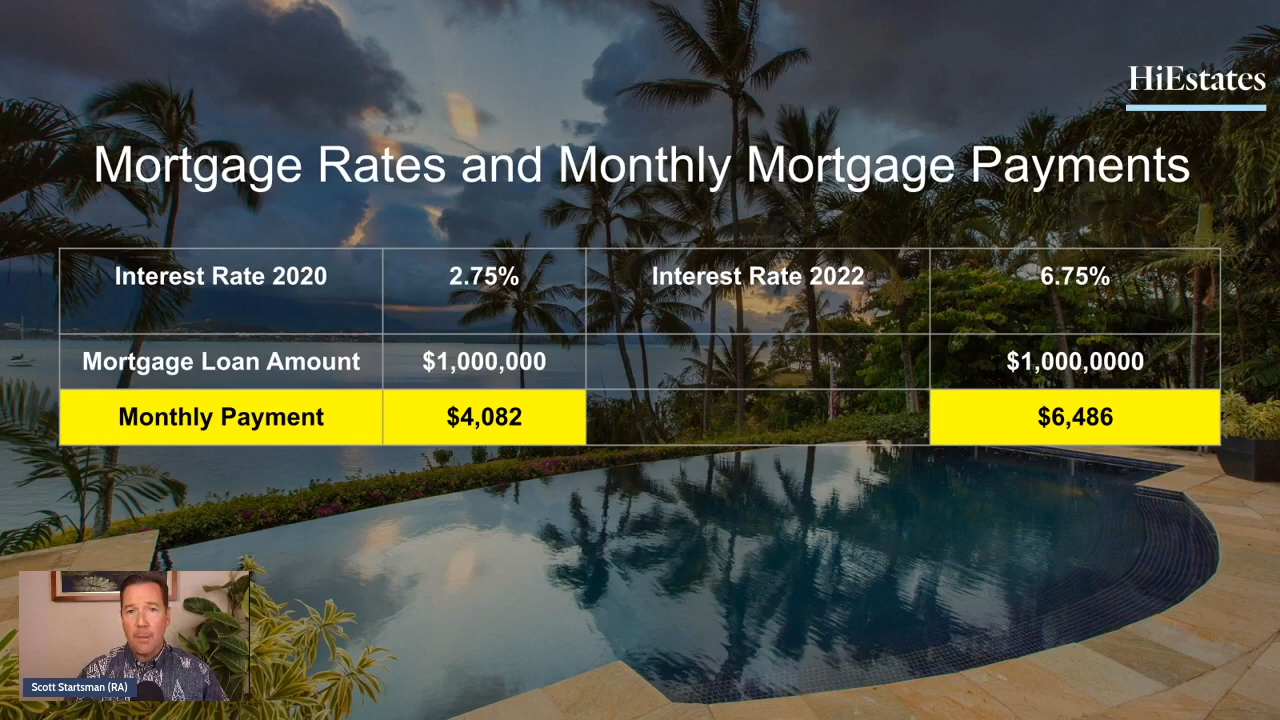 HiEstates
Mortgage Rates and Monthly Mortgage Payments
Interest Rate 2020 2.75% Interest Rate 2022 6.75%
Mortgage Loan Amount $1,000,000 $1,000,0000
Monthly Payment $4,082 $6,486
Scott Startsman (RA)